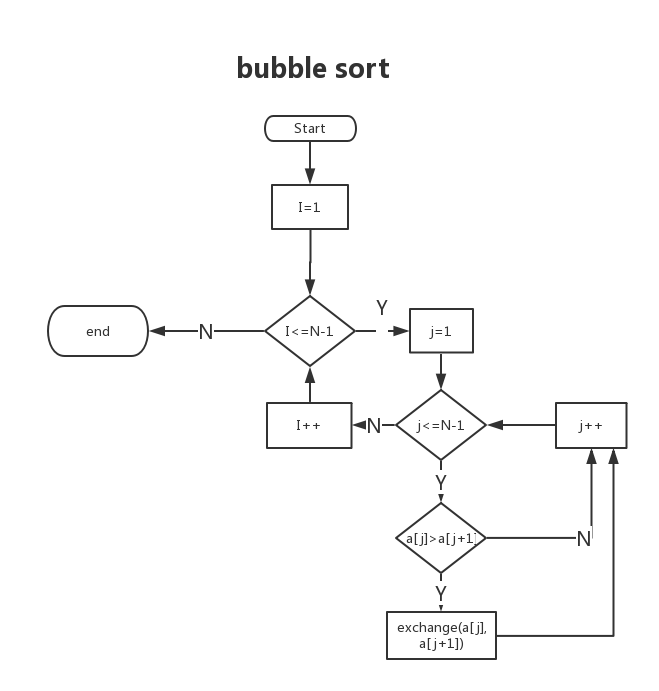 bubble sort
Start
I=1
I<=N-1
Y
N
end
j=1
j<=N-1
N
I++
j++
Y
a[j]>a[j+1]
N
Y
exchange(a[j],
a[j+1])